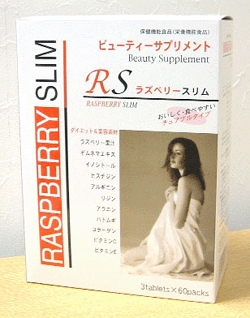 保健機能食品(栄養機能食品)
ビューティーサプリメント
Beauty Supplement
RS ラズベリースリム
RASPBERRY SLIM
おいしく・食べやすい
チュアブルタイプ
ダイエット&美容素材
ラズベリー果汁
ギムネマエキス
イノシトール
ヒスチジン
アルギニン
リジン
アラニン
ハトムギ
コラーゲン
ビタミンC
ビタミンE
3tablets×60packs
RASPBERRY SLIM